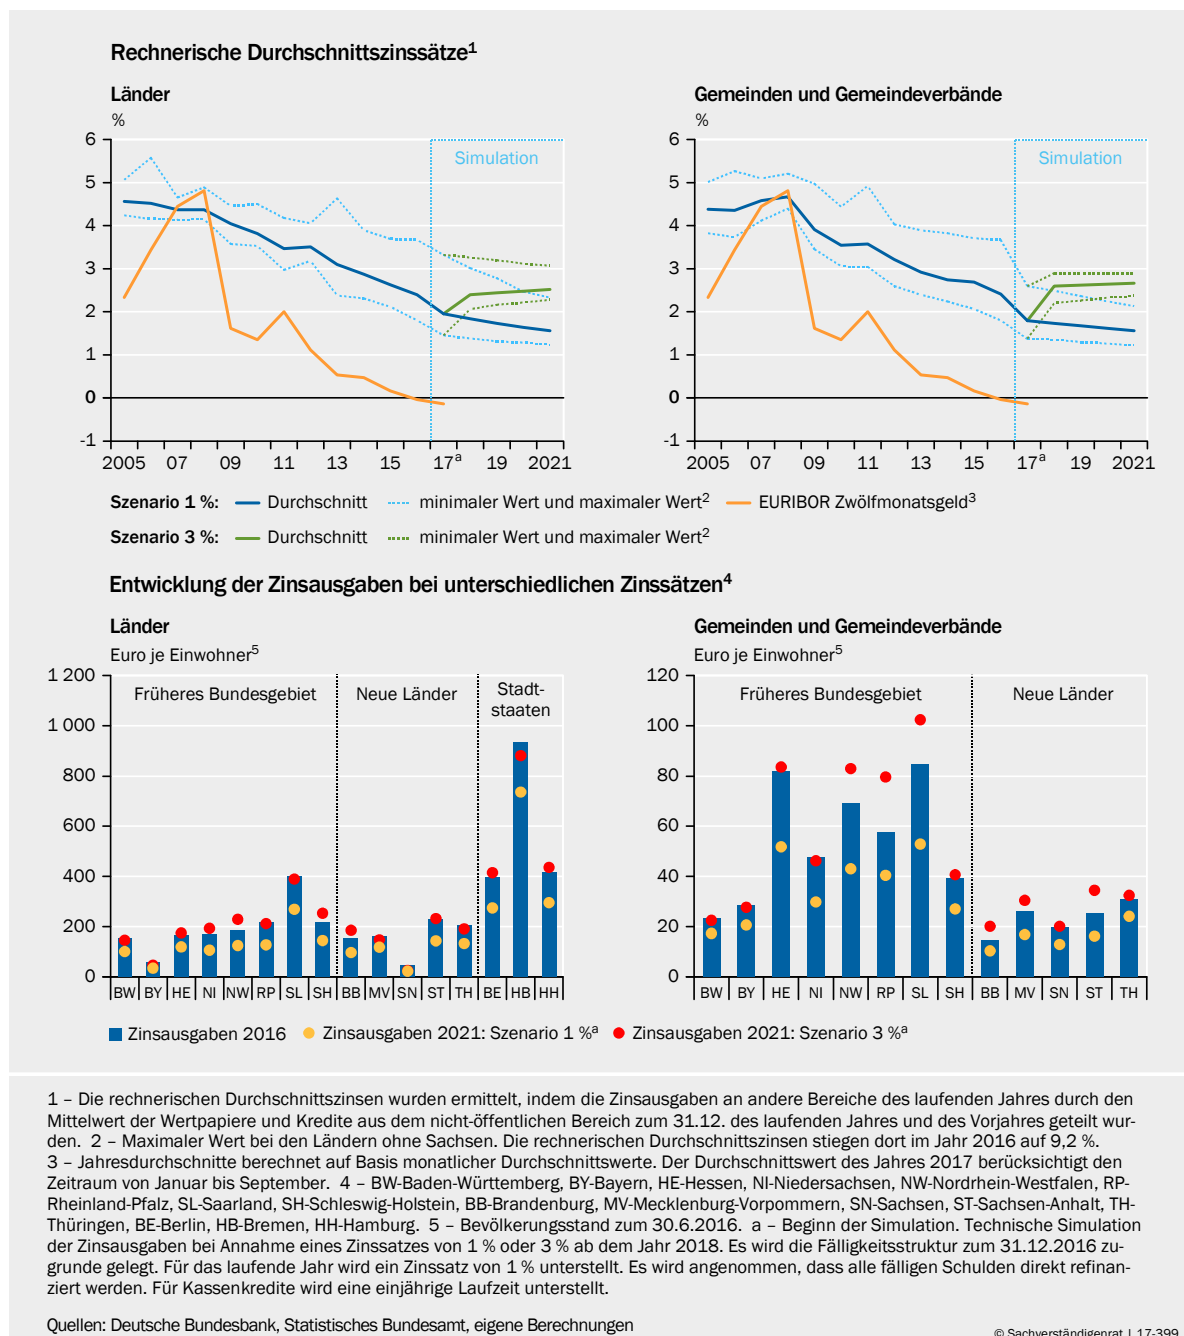 Rechnerische Durchschnittszinssätze1
Länder
%
6
5
4
3
2
1
0
-1
Simulation
2005 07 09 11 13 15 17a 19 2021
Gemeinden und Gemeindeverbände
%
6
5
4
3
2
1
0
-1
Simulation
2005 07 09 11 13 15 17a 19 2021
Szenario 1 %: Durchschnitt minimaler Wert und maximaler Wert2 EURIBOR Zwölfmonatsgeld3
Szenario 3 %: Durchschnitt minimaler Wert und maximaler Wert2
Entwicklung der Zinsausgaben bei unterschiedlichen Zinssätzen4
Länder
Euro je Einwohner5
1 200
1 000
800
600
400
200
0
Früheres Bundesgebiet
Neue Länder
Stadt-
staaten
BW BY HE NI NW RP SL SH BB MV SN ST TH BE HB HH
Gemeinden und Gemeindeverbände
Euro je Einwohner5
120
100
80
60
40
20
0
Früheres Bundesgebiet
Neue Länder
BW BY HE NI NW RP SL SH BB MV SN ST TH
Zinsausgaben 2016 Zinsausgaben 2021: Szenario 1 %a Zinsausgaben 2021: Szenario 3 %a
1 – Die rechnerischen Durchschnittszinsen wurden ermittelt, indem die Zinsausgaben an andere Bereiche des laufenden Jahres durch den
Mittelwert der Wertpapiere und Kredite aus dem nicht-öffentlichen Bereich zum 31.12. des laufenden Jahres und des Vorjahres geteilt wur-
den. 2 – Maximaler Wert bei den Ländern ohne Sachsen. Die rechnerischen Durchschnittszinsen stiegen dort im Jahr 2016 auf 9,2 %.
3 – Jahresdurchschnitte berechnet auf Basis monatlicher Durchschnittswerte. Der Durchschnittswert des Jahres 2017 berücksichtigt den
Zeitraum von Januar bis September. 4 – BW-Baden-Württemberg, BY-Bayern, HE-Hessen, NI-Niedersachsen, NW-Nordrhein-Westfalen, RP-
Rheinland-Pfalz, SL-Saarland, SH-Schleswig-Holstein, BB-Brandenburg, MV-Mecklenburg-Vorpommern, SN-Sachsen, ST-Sachsen-Anhalt, TH-
Thüringen, BE-Berlin, HB-Bremen, HH-Hamburg. 5 – Bevölkerungsstand zum 30.6.2016. a – Beginn der Simulation. Technische Simulation
der Zinsausgaben bei Annahme eines Zinssatzes von 1 % oder 3 % ab dem Jahr 2018. Es wird die Fälligkeitsstruktur zum 31.12.2016 zu-
grunde gelegt. Für das laufende Jahr wird ein Zinssatz von 1 % unterstellt. Es wird angenommen, dass alle fälligen Schulden direkt refinan-
ziert werden. Für Kassenkredite wird eine einjährige Laufzeit unterstellt.
Quellen: Deutsche Bundesbank, Statistisches Bundesamt, eigene Berechnungen
© Sachverständigenrat | 17-399